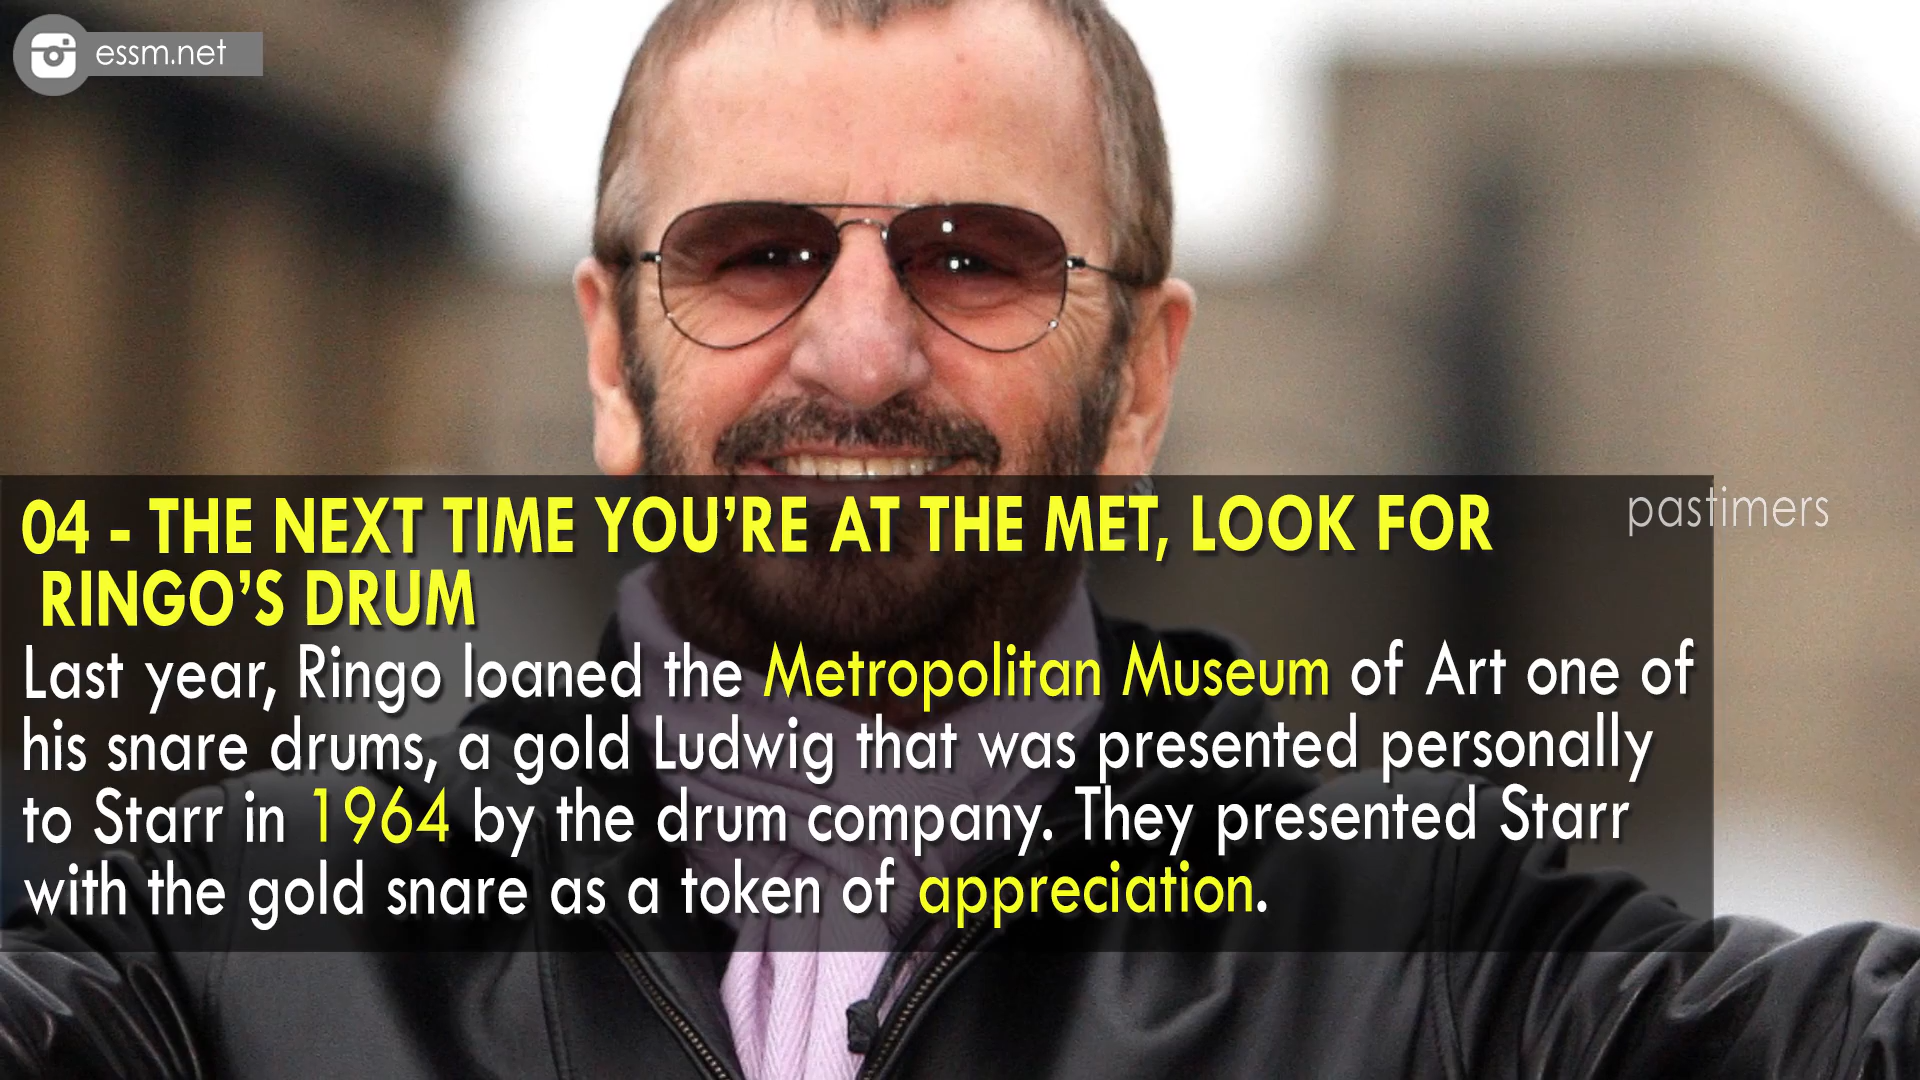 essm.net
04 - THE NEXT TIME YOU’RE AT THE MET, LOOK FOR
RINGO’S DRUM
pastimers
Last year, Ringo loaned the Metropolitan Museum of Art one of
his snare drums, a gold Ludwig that was presented personally
to Starr in 1964 by the drum company. They presented Starr
with the gold snare as a token of appreciation.